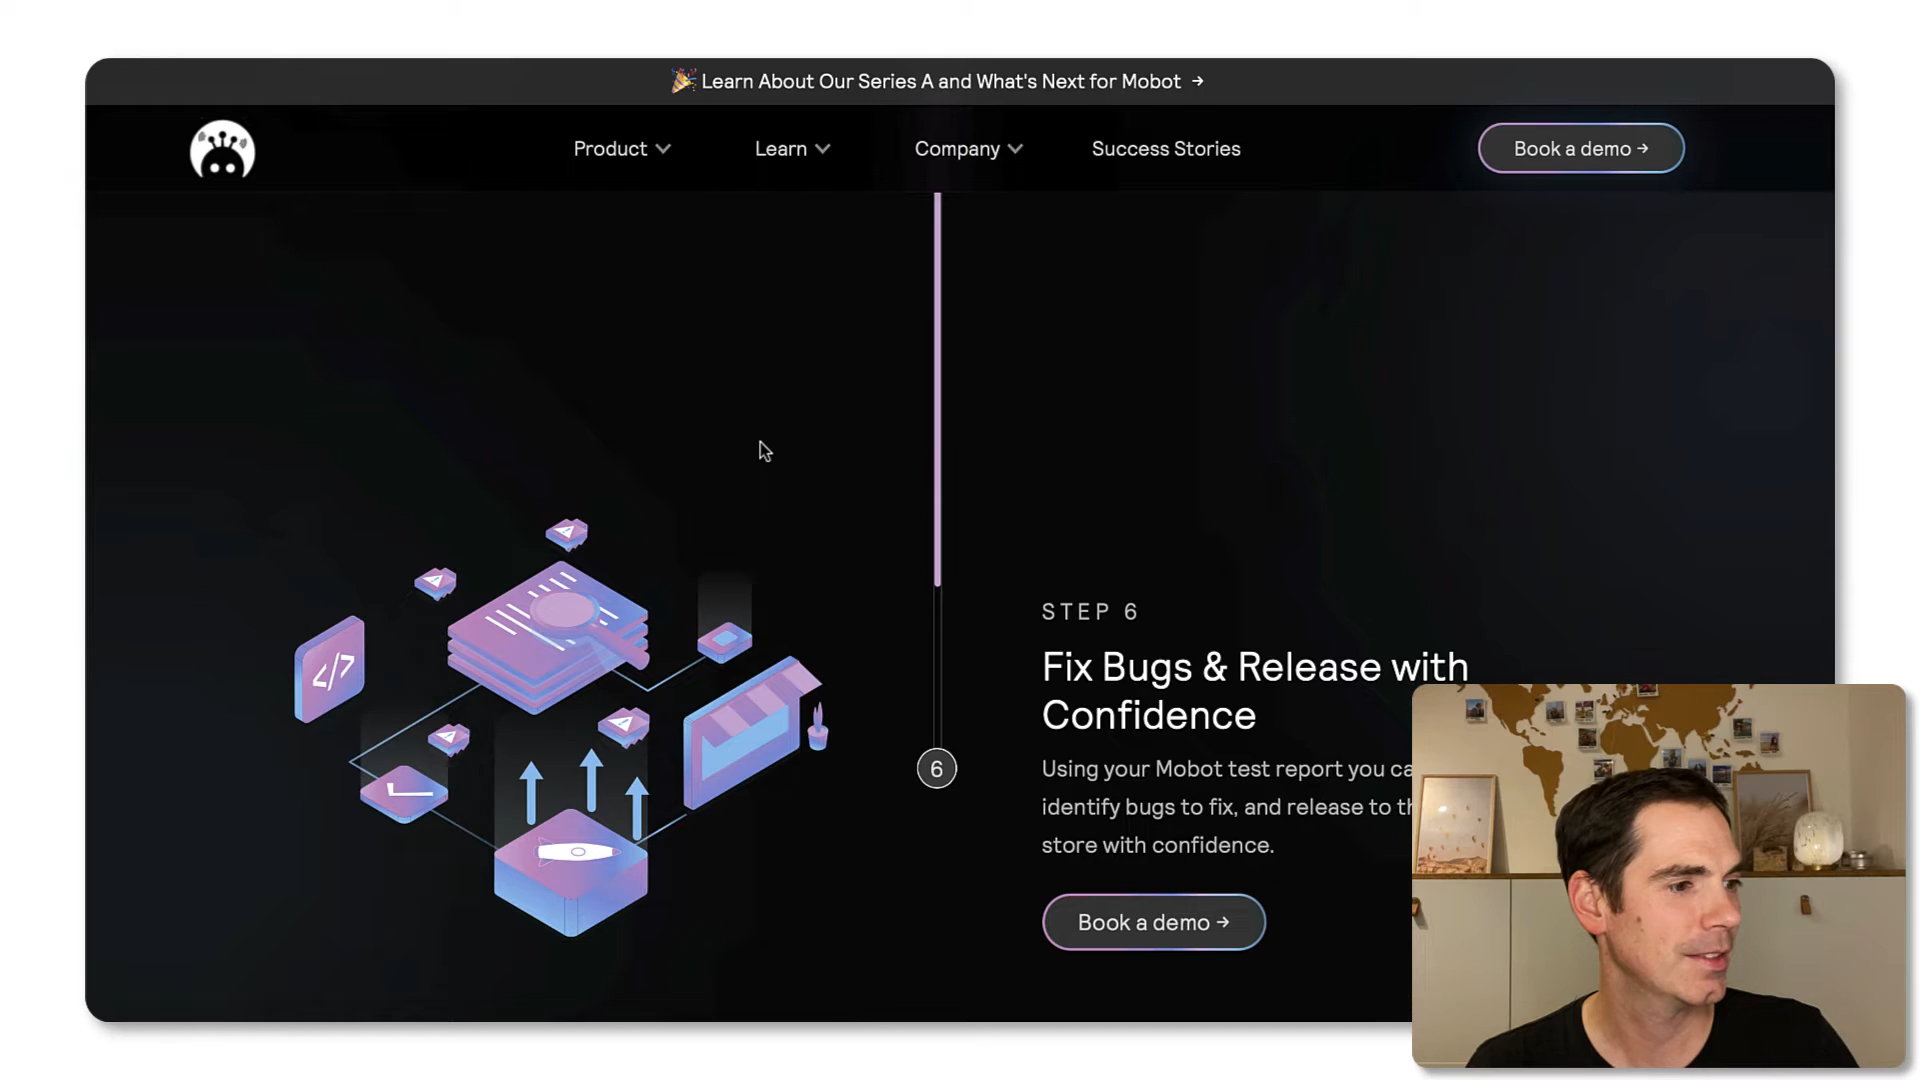 🎉 Learn About Our Series A and What's Next for Mobot →
Product
Learn
Company
Success Stories
Book a demo →
STEP 6
Fix Bugs & Release with
Confidence
Using your Mobot test report you
identify bugs to fix, and release to
store with confidence.
Book a demo →
6